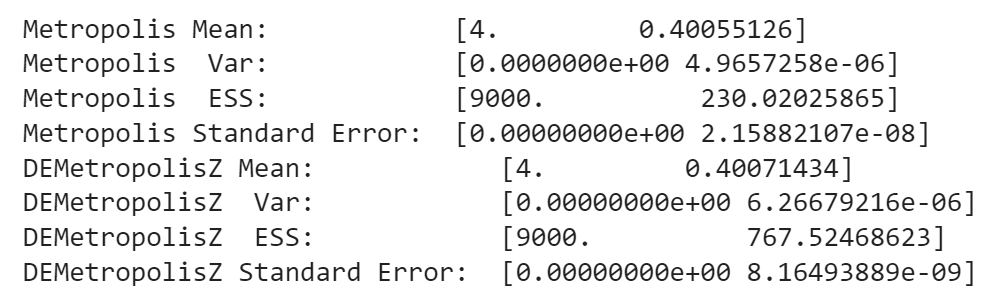 Metropolis Mean:            [4.         0.40055126]
Metropolis  Var:            [0.0000000e+00 4.9657258e-06]
Metropolis  ESS:            [9000.          230.02025865]
Metropolis Standard Error:  [0.00000000e+00 2.15882107e-08]
DEMetropolisZ Mean:            [4.         0.40071434]
DEMetropolisZ  Var:            [0.00000000e+00 6.26679216e-06]
DEMetropolisZ  ESS:            [9000.          767.52468623]
DEMetropolisZ Standard Error:  [0.00000000e+00 8.16493889e-09]